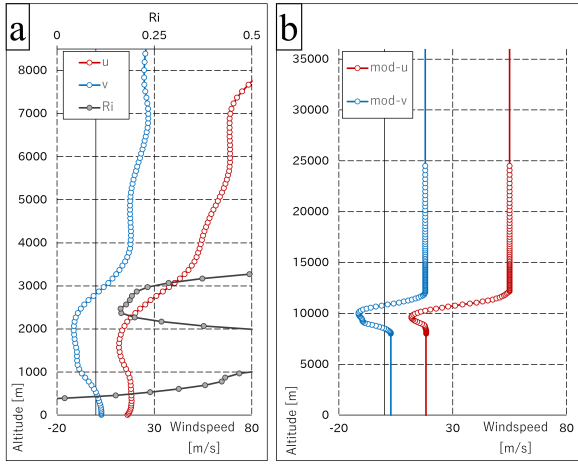 a
Ri
0
0.25
0.5
u
v
Ri
8000
7000
6000
5000
4000
3000
2000
1000
0
-20
30
80
Altitude [m]
Windspeed
[m/s]
b
mod-u
mod-v
35000
30000
25000
20000
15000
10000
5000
0
-20
30
80
Altitude [m]
Windspeed
[m/s]